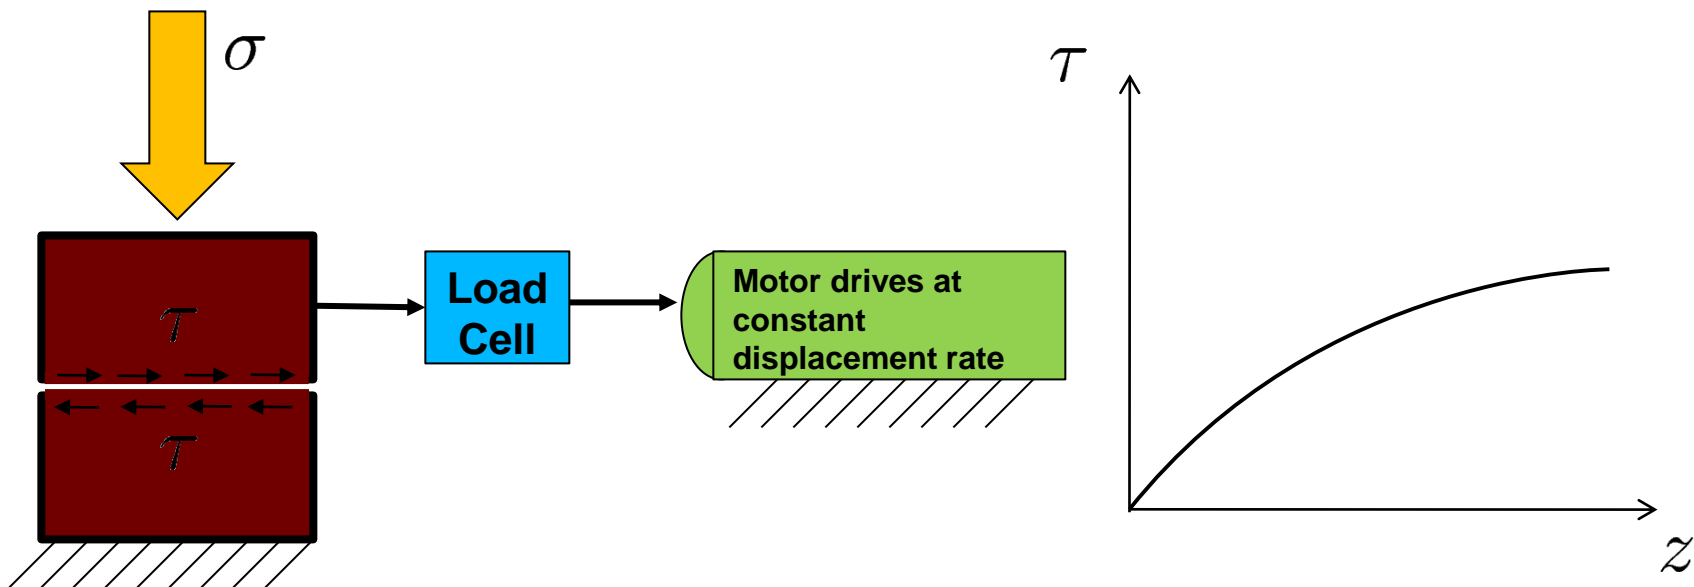 σ
τ
τ
Load
Cell
Motor drives at
constant
displacement rate
τ
z